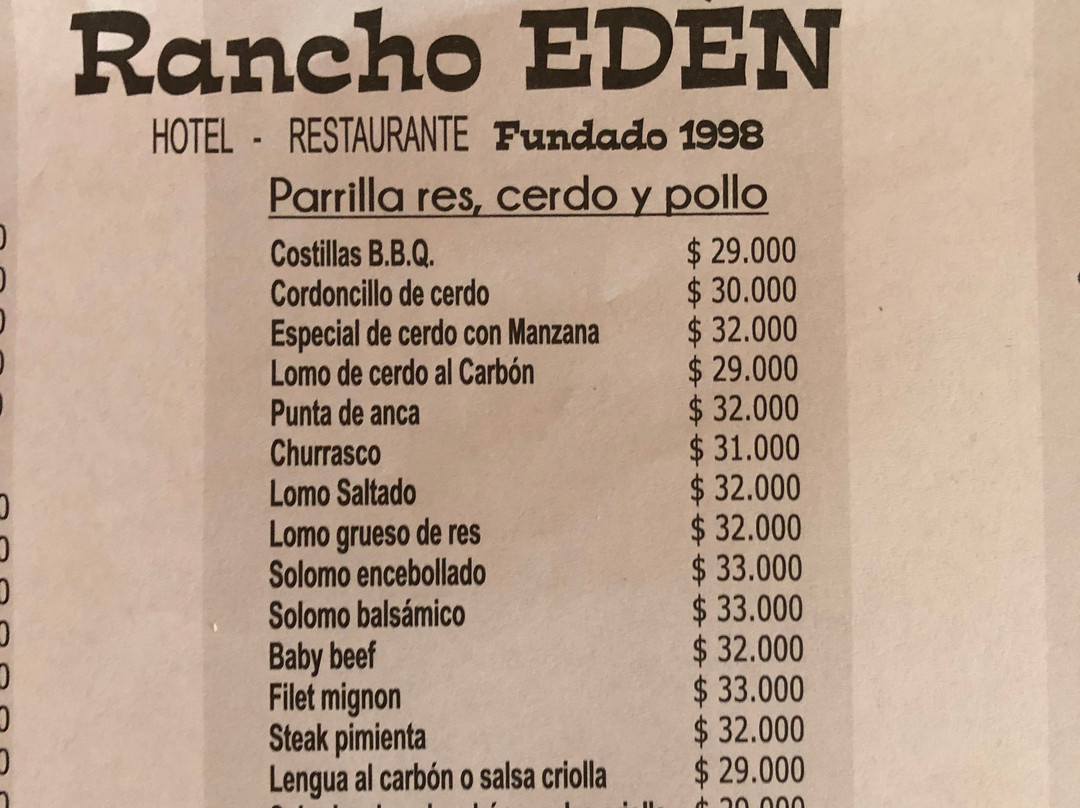 Rancho EDÉN
HOTEL - RESTAURANTE Fundado 1998
Parrilla res, cerdo y pollo
Costillas B.B.Q. $ 29.000
Cordoncillo de cerdo $ 30.000
Especial de cerdo con Manzana $ 32.000
Lomo de cerdo al Carbón $ 29.000
Punta de anca $ 32.000
Churrasco $ 31.000
Lomo Saltado $ 32.000
Lomo grueso de res $ 32.000
Solomo encebollado $ 33.000
Solomo balsámico $ 33.000
Baby beef $ 32.000
Filet mignon $ 33.000
Steak pimienta $ 32.000
Lengua al carbón o salsa criolla $ 29.000